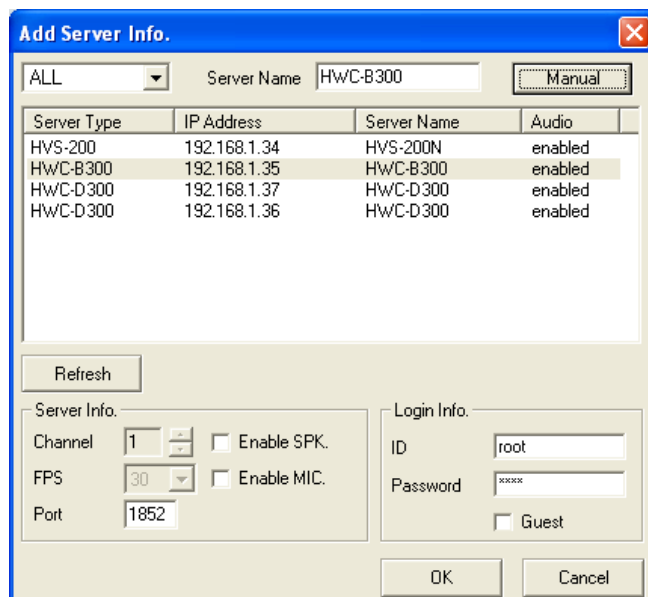 Add Server Info.
ALL Server Name HWC-B300 Manual
Server Type IP Address Server Name Audio
HVS-200 192.168.1.34 HVS-200N enabled
HWC-B300 192.168.1.35 HWC-B300 enabled
HWC-D300 192.168.1.37 HWC-D300 enabled
HWC-D300 192.168.1.36 HWC-D300 enabled
Refresh
Server Info.
Channel 1 Enable SPK.
FPS 30 Enable MIC.
Port 1852
Login Info.
ID root
Password ××××
Guest
OK Cancel